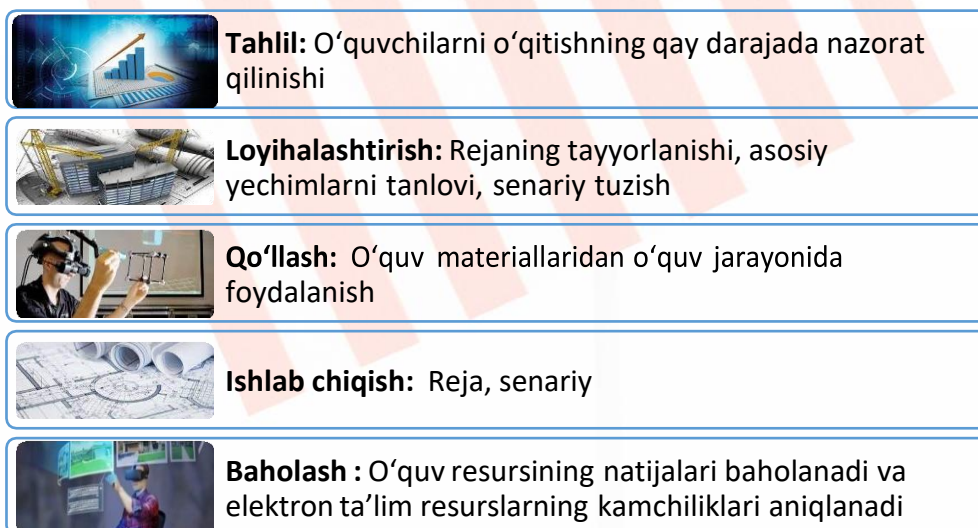 Tahlil: O‘quvchilarni o‘qitishning qay darajada nazorat
qilinishi
Loyihalashtirish: Rejaning tayyorlanishi, asosiy
yechimlarni tanlovi, senariy tuzish
Qo‘llash: O‘quv materiallaridan o‘quv jarayonida
foydalanish
Ishlab chiqish: Reja, senariy
Baholash : O‘quv resursining natijalari baholanadi va
elektron ta’lim resurslarning kamchiliklari aniqlanadi